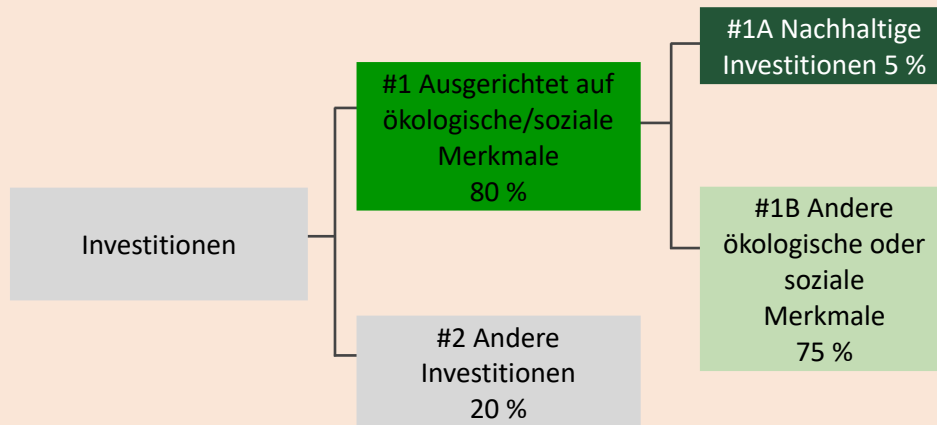 Investitionen
#1 Ausgerichtet auf
ökologische/soziale
Merkmale
80 %
#2 Andere
Investitionen
20 %
#1A Nachhaltige
Investitionen 5 %
#1B Andere
ökologische oder
soziale
Merkmale
75 %